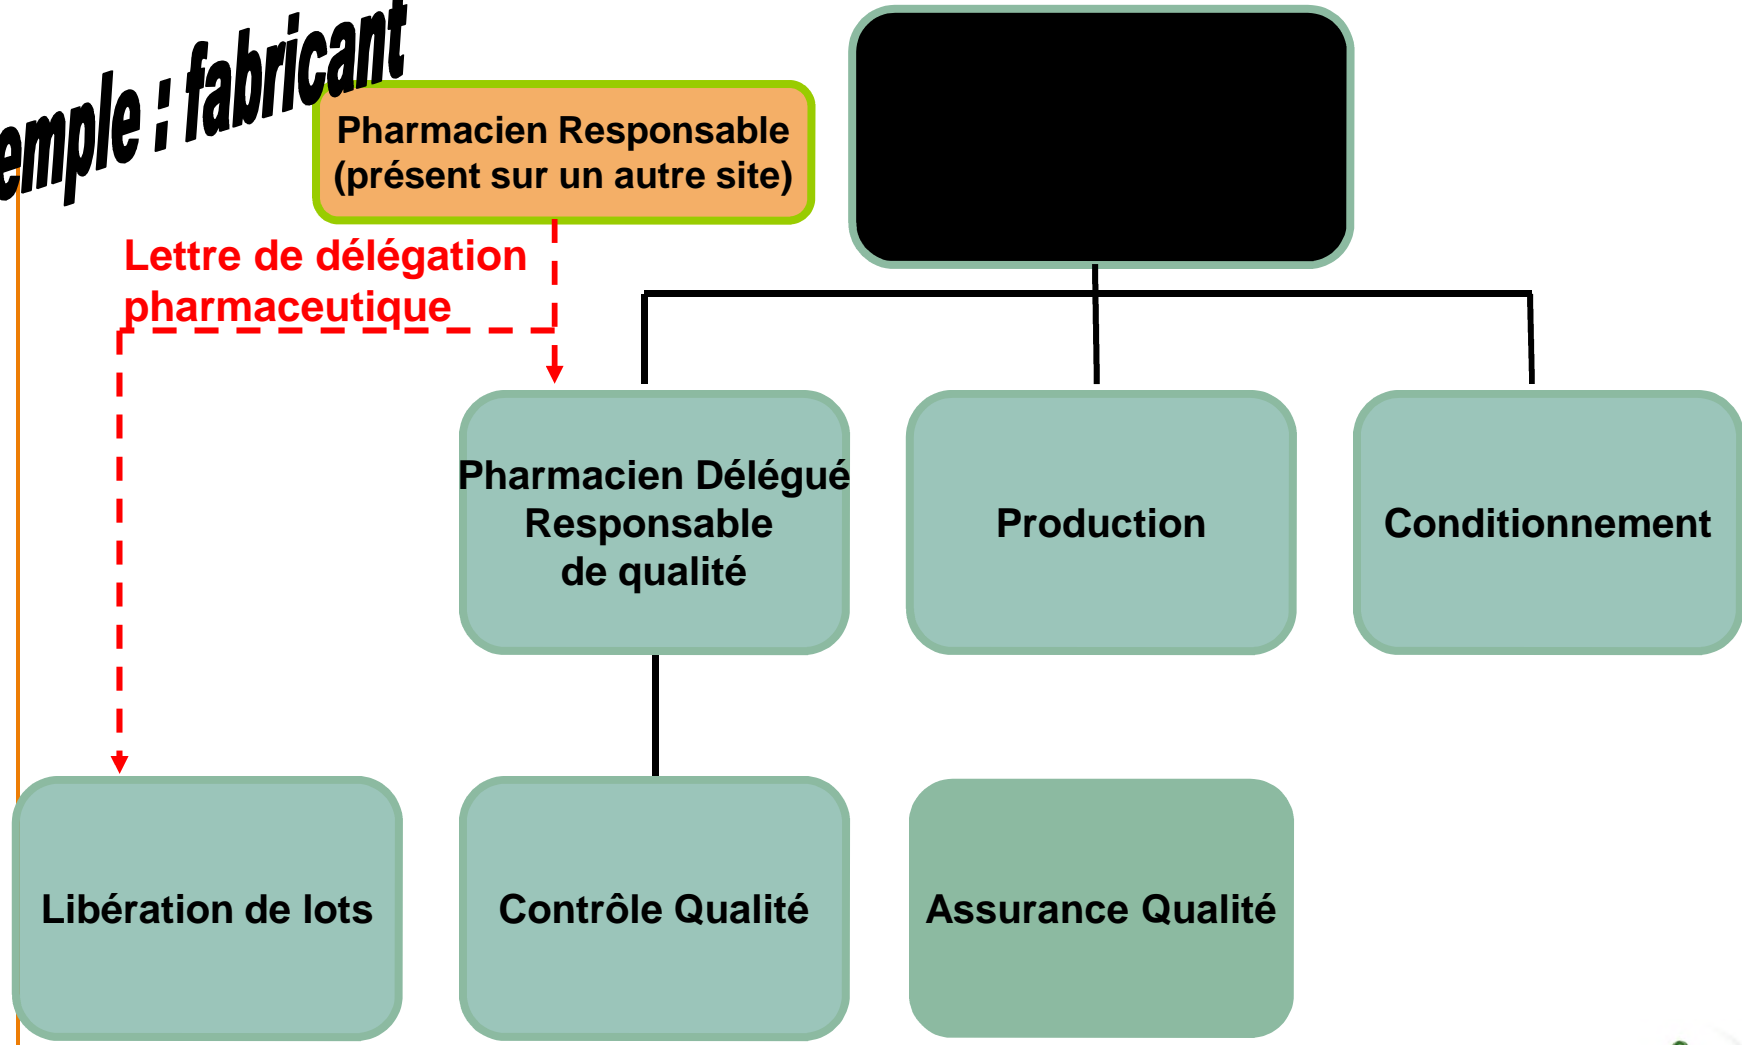 emple : fabricant
Pharmacien Responsable
(présent sur un autre site)
Lettre de délégation
pharmaceutique
Pharmacien Délégué
Responsable
de qualité
Production
Conditionnement
Libération de lots
Contrôle Qualité
Assurance Qualité